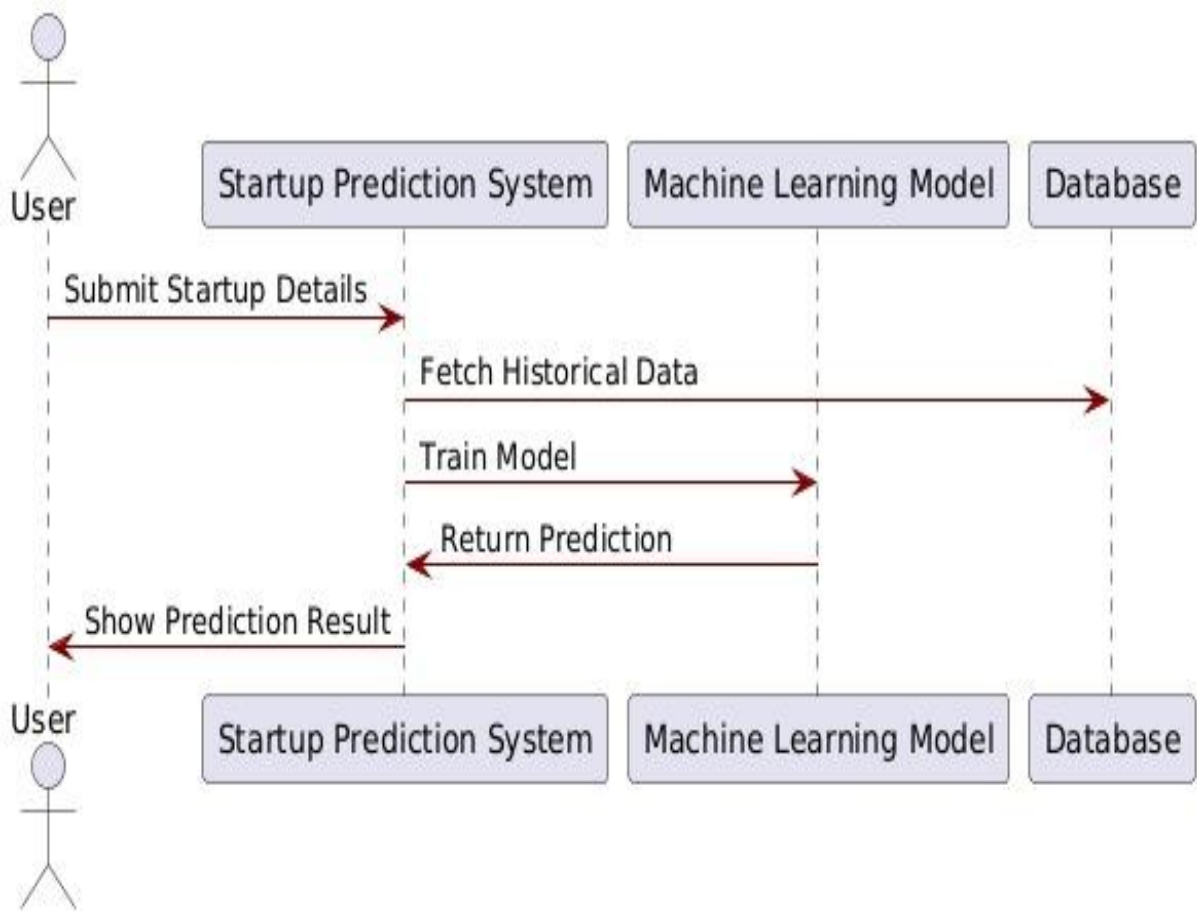 User
Startup Prediction System
Machine Learning Model
Database
Submit Startup Details
Fetch Historical Data
Train Model
Return Prediction
Show Prediction Result
User
Startup Prediction System
Machine Learning Model
Database